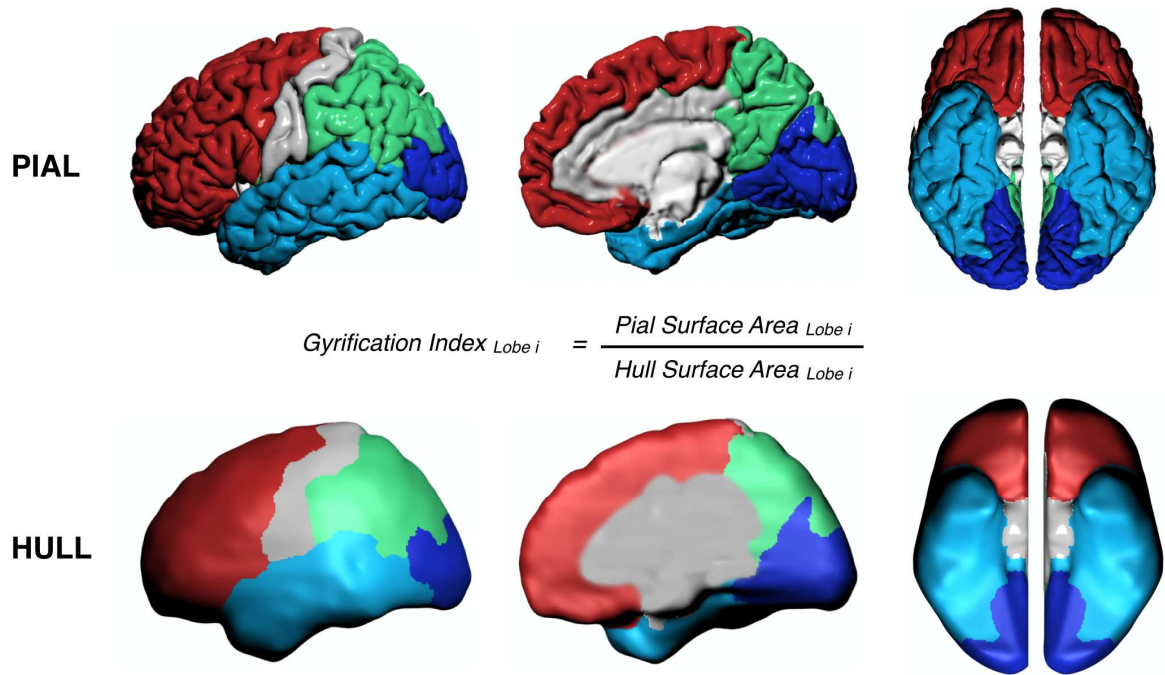 PIAL
Gyrification Index Lobe i = Pial Surface Area Lobe i
Hull Surface Area Lobe i
HULL